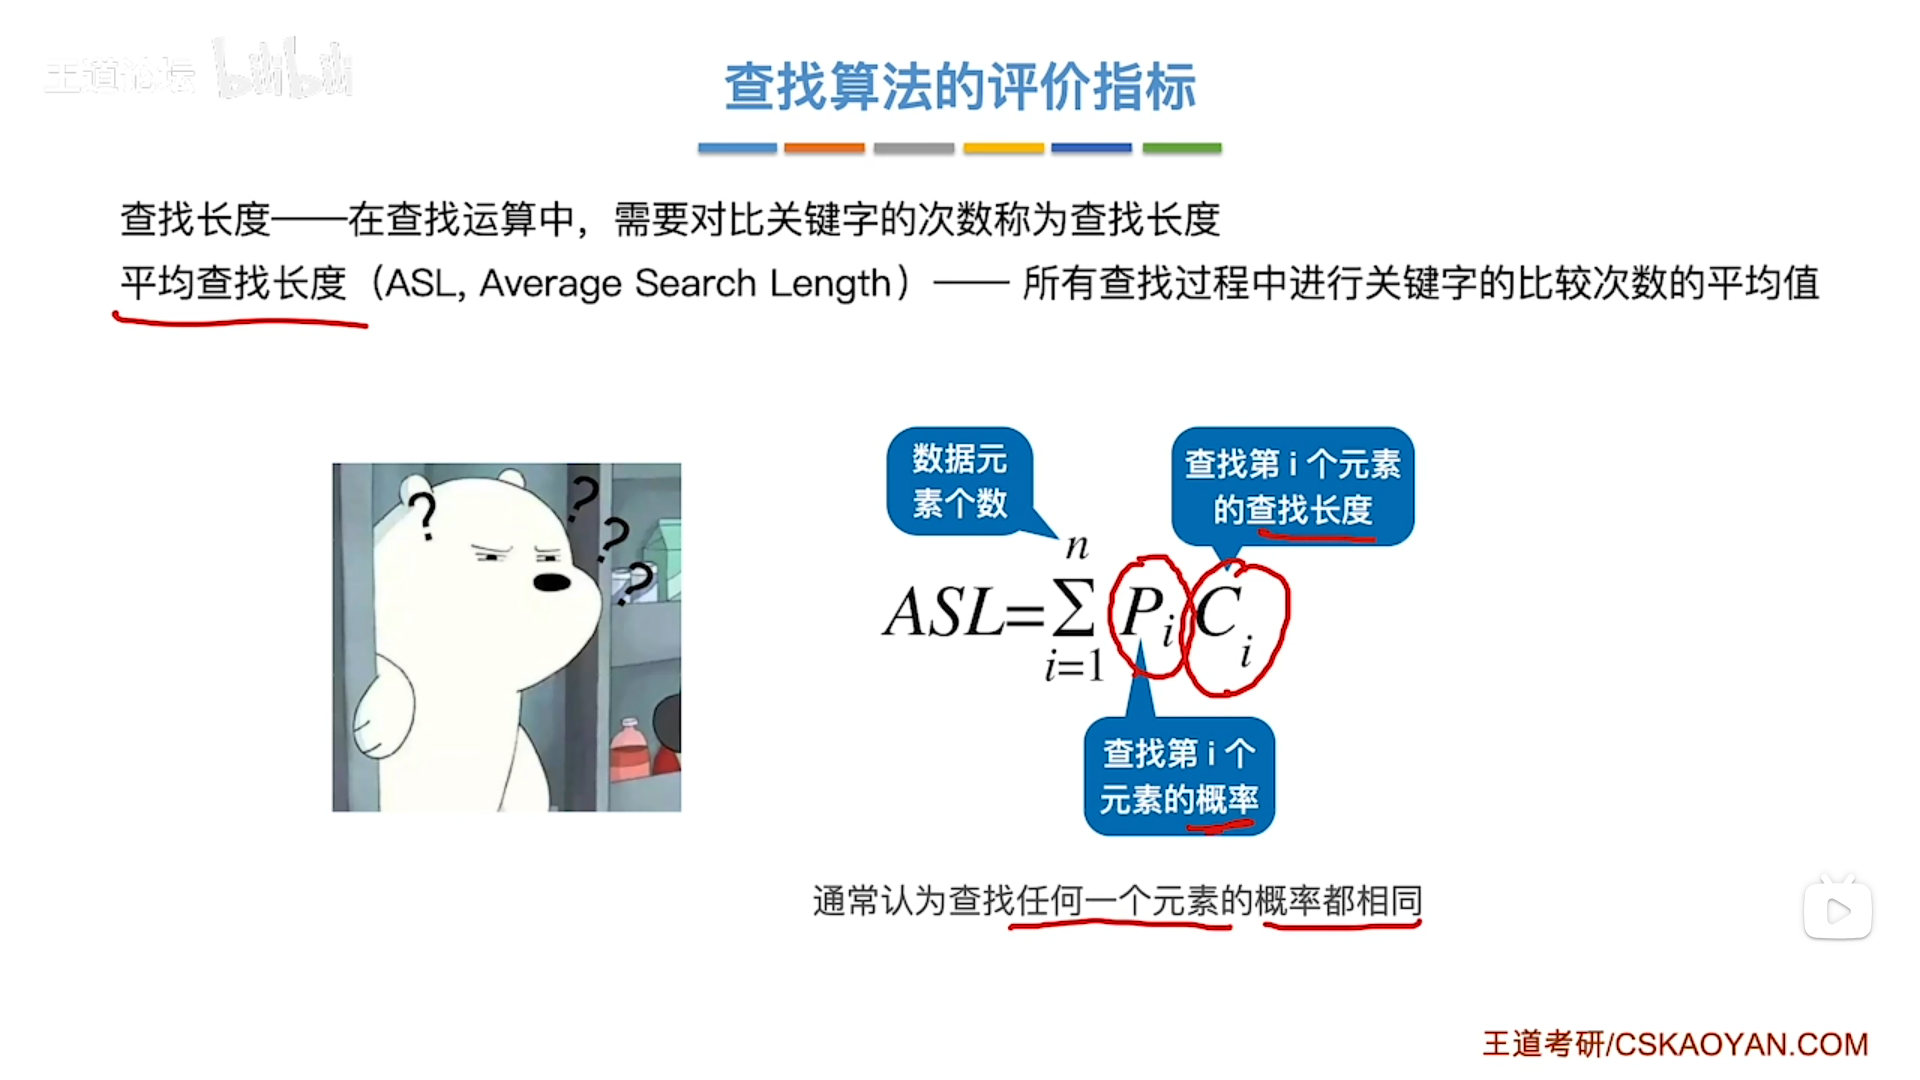 王道论坛 bilibili
查找算法的评价指标
查找长度——在查找运算中，需要对比关键字的次数称为查找长度
平均查找长度（ASL, Average Search Length）—— 所有查找过程中进行关键字的比较次数的平均值
数据元
素个数
查找第 i 个元素
的查找长度
? ? ? ?
n
ASL=∑ Pi Ci
i=1
查找第 i 个
元素的概率
通常认为查找任何一个元素的概率都相同
王道考研/CSKAOYAN.COM